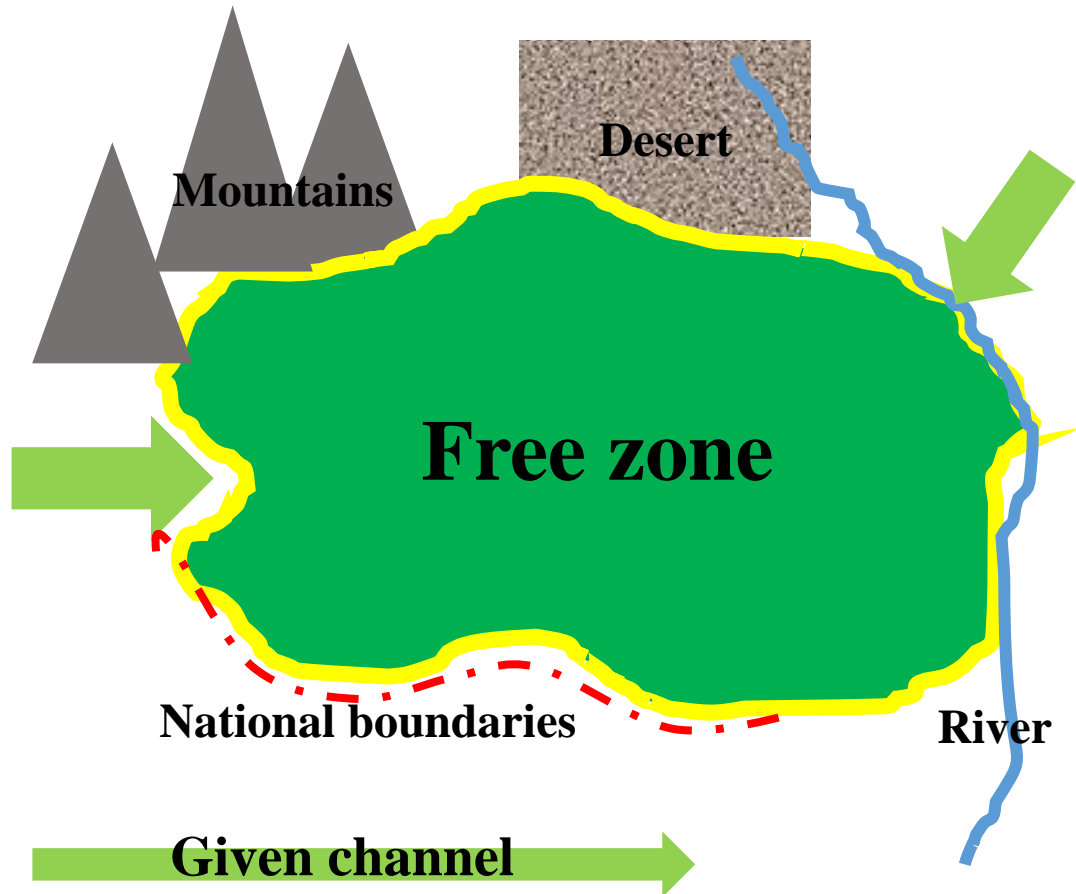 Desert
Mountains
Free zone
National boundaries
River
Given channel